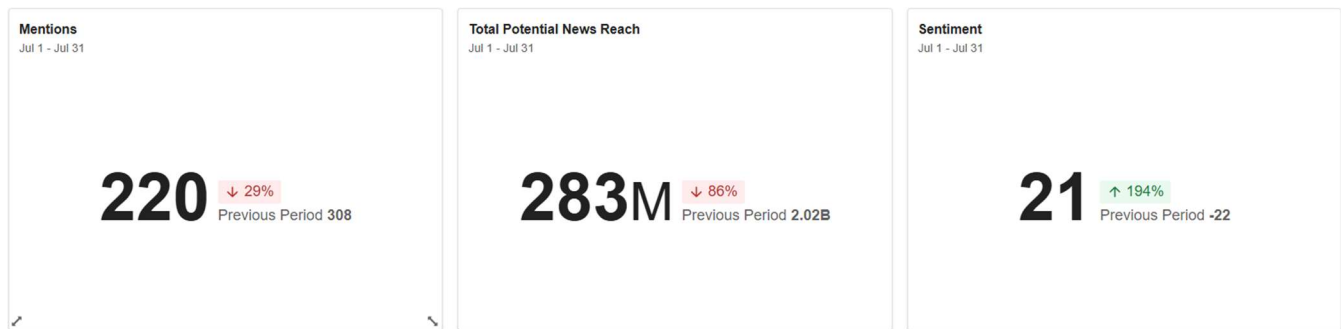 Mentions
Jul 1 - Jul 31
220
↓ 29%
Previous Period 308
Total Potential News Reach
Jul 1 - Jul 31
283M
↓ 86%
Previous Period 2.02B
Sentiment
Jul 1 - Jul 31
21
↑ 194%
Previous Period -22